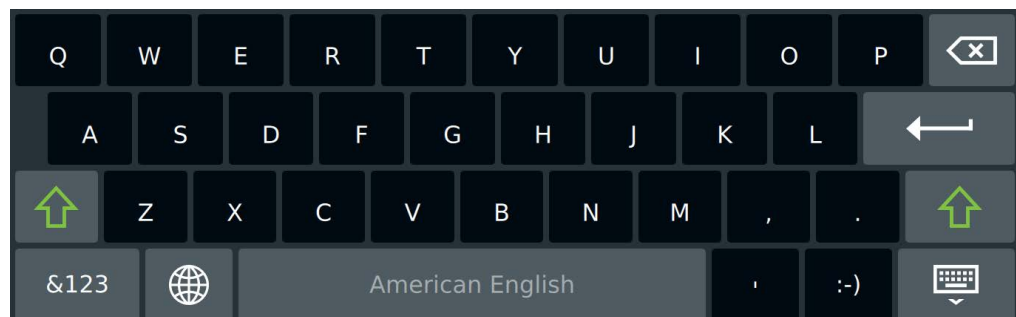 Q W E R T Y U I O P
A S D F G H J K L
Z X C V B N M , .
&123 American English ' :-)